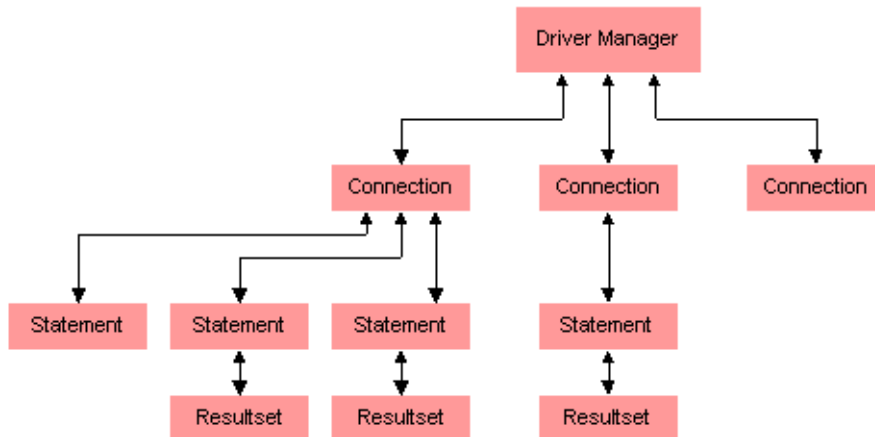 Driver Manager
Connection
Connection
Connection
Statement
Statement
Statement
Statement
Resultset
Resultset
Resultset